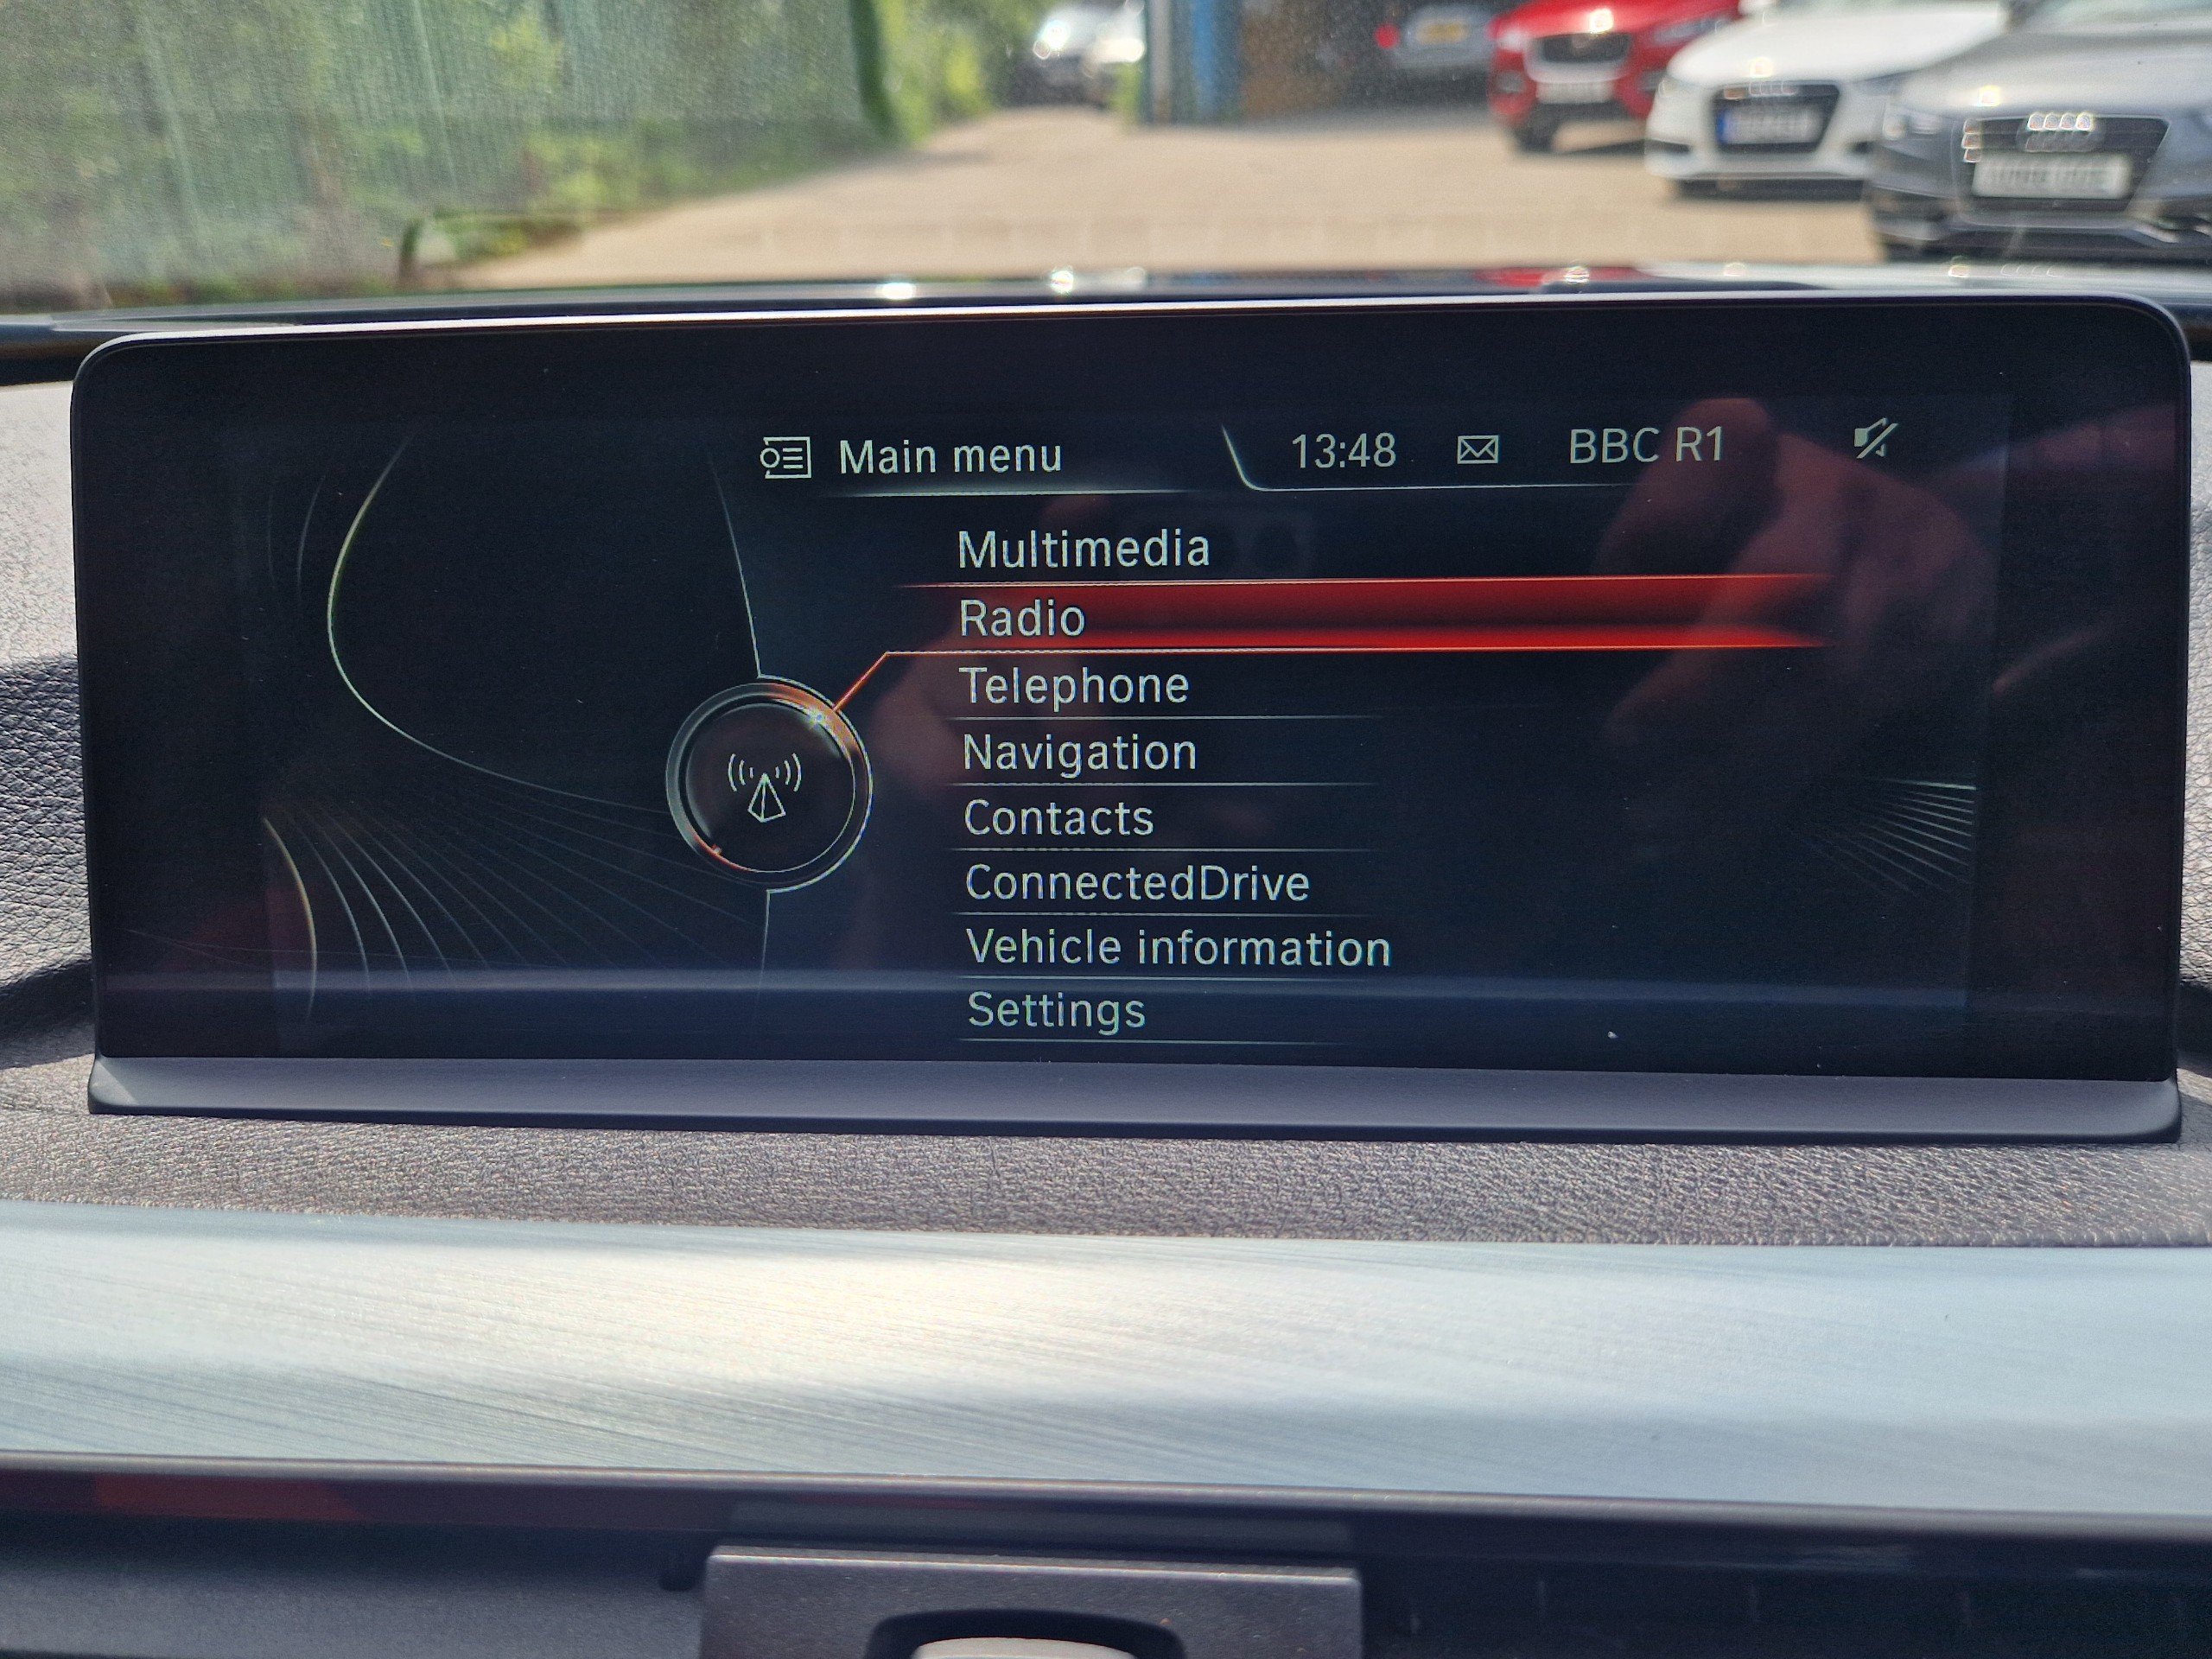 Main menu 13:48 BBC R1
Multimedia
Radio
Telephone
Navigation
Contacts
ConnectedDrive
Vehicle information
Settings